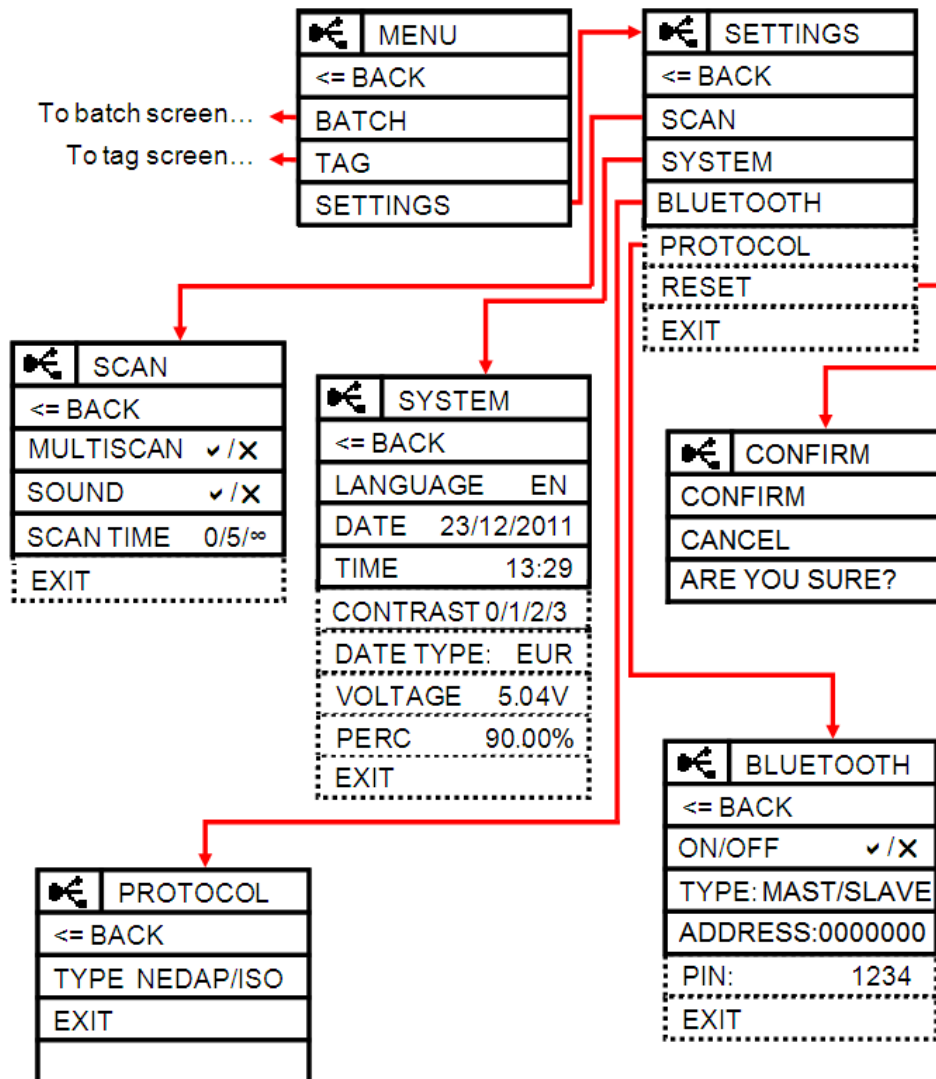 MENU
<= BACK
To batch screen...
BATCH
To tag screen...
TAG
SETTINGS
SETTINGS
<= BACK
SCAN
SYSTEM
BLUETOOTH
PROTOCOL
RESET
EXIT
SCAN
<= BACK
MULTISCAN ✓/X
SOUND ✓/X
SCAN TIME 0/5/∞
EXIT
SYSTEM
<= BACK
LANGUAGE EN
DATE 23/12/2011
TIME 13:29
CONTRAST 0/1/2/3
DATE TYPE: EUR
VOLTAGE 5.04V
PERC 90.00%
EXIT
CONFIRM
CONFIRM
CANCEL
ARE YOU SURE?
BLUETOOTH
<= BACK
ON/OFF ✓/X
TYPE: MAST/SLAVE
ADDRESS:0000000
PIN: 1234
EXIT
PROTOCOL
<= BACK
TYPE NEDAP/ISO
EXIT